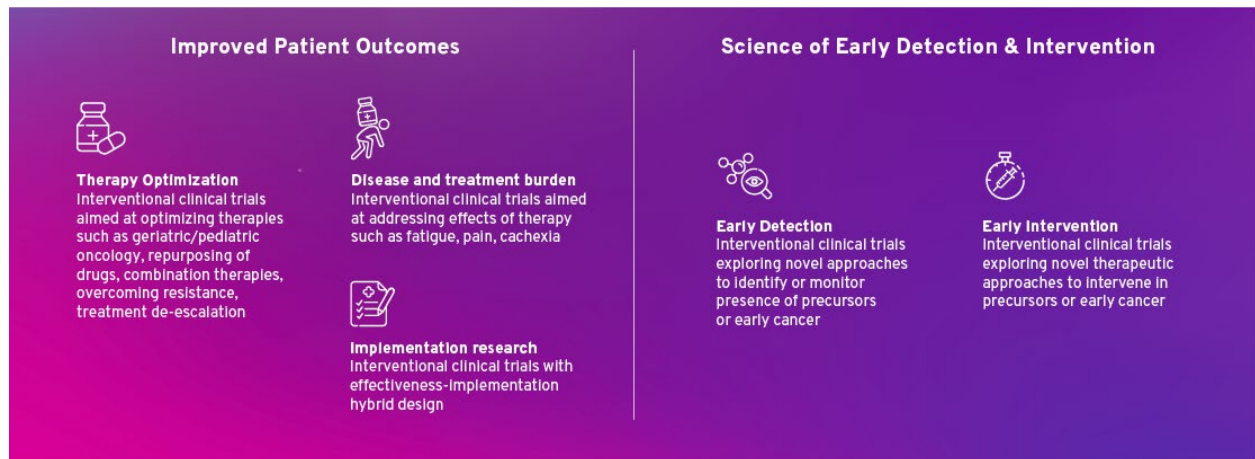 Improved Patient Outcomes
Therapy Optimization
Interventional clinical trials
aimed at optimizing therapies
such as geriatric/pediatric
oncology, repurposing of
drugs, combination therapies,
overcoming resistance,
treatment de-escalation
Disease and treatment burden
Interventional clinical trials aimed
at addressing effects of therapy
such as fatigue, pain, cachexia
Implementation research
Interventional clinical trials with
effectiveness-implementation
hybrid design
Science of Early Detection & Intervention
Early Detection
Interventional clinical trials
exploring novel approaches
to identify or monitor
presence of precursors
or early cancer
Early Intervention
Interventional clinical trials
exploring novel therapeutic
approaches to intervene in
precursors or early cancer